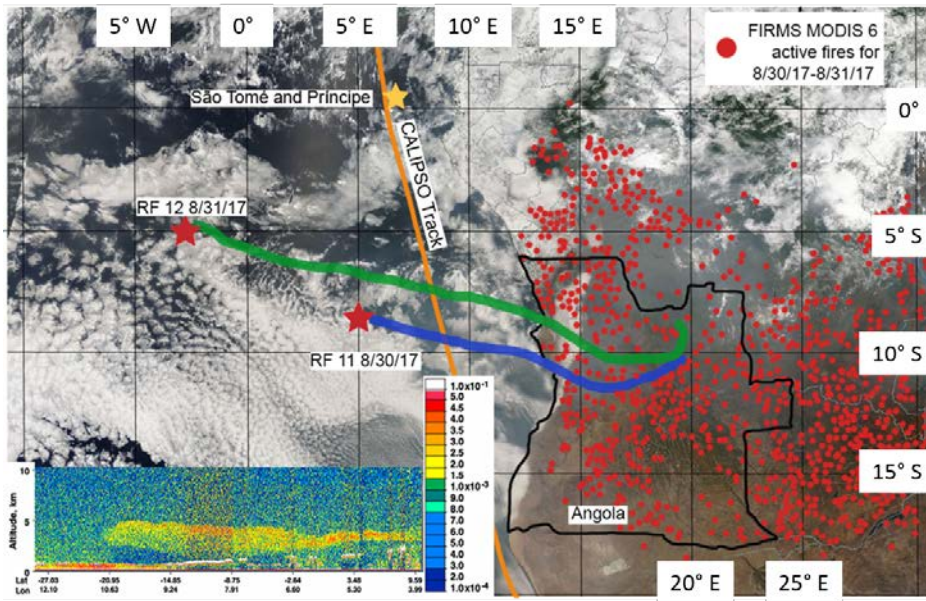 5° W
0°
5° E
10° E
15° E
FIRMS MODIS 6
active fires for
8/30/17-8/31/17
São Tomé and Príncipe
0°
CALIPSO Track
RF 12 8/31/17
5° S
RF 11 8/30/17
10° S
1.0x10⁻¹
5.0
4.5
4.0
3.5
3.0
2.5
2.0
1.5
1.0x10⁻³
9.0
8.0
7.0
6.0
5.0
4.0
3.0
2.0
1.0x10⁻⁴
15° S
Angola
Altitude, km
10
5
0
Lat -27.03 -20.95 -14.85 -8.75 -2.64 3.48 9.59
Lon 12.10 10.63 9.24 7.91 6.60 5.30 3.99
20° E
25° E